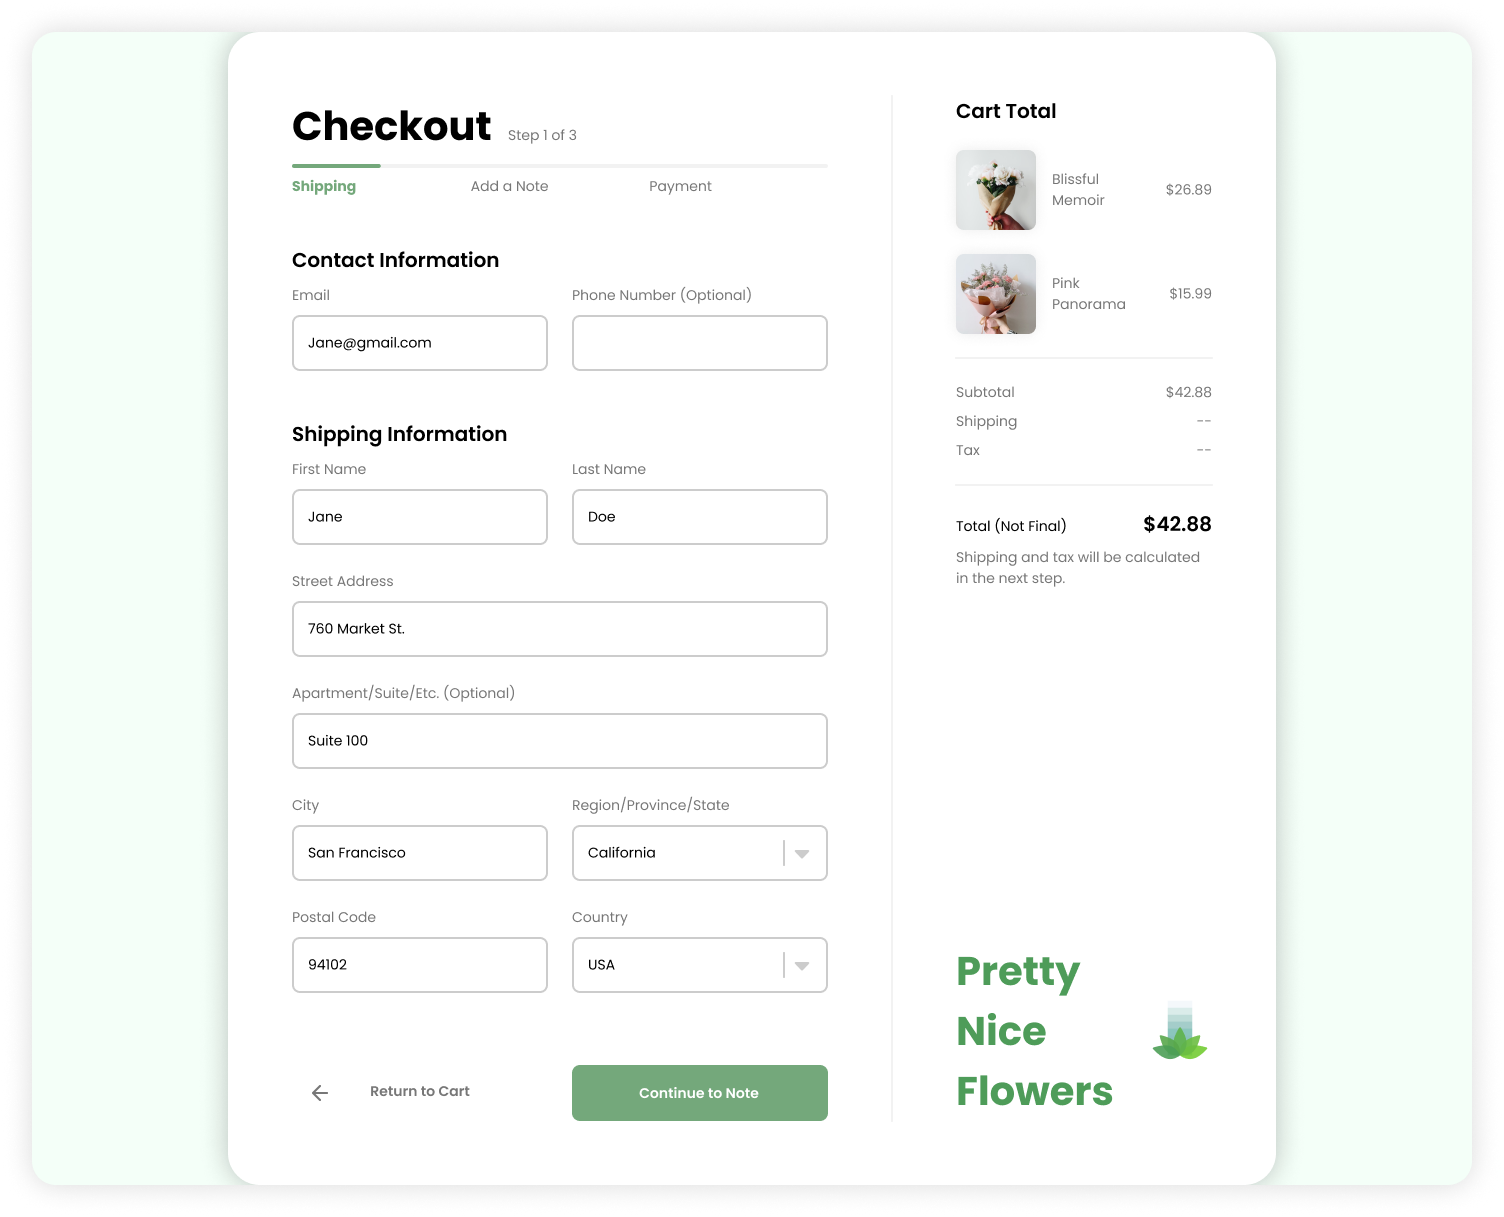 Checkout Step 1 of 3
Shipping Add a Note Payment
Contact Information
Email Phone Number (Optional)
Jane@gmail.com
Shipping Information
First Name Last Name
Jane Doe
Street Address
760 Market St.
Apartment/Suite/Etc. (Optional)
Suite 100
City Region/Province/State
San Francisco California
Postal Code Country
94102 USA
Return to Cart Continue to Note
Cart Total
Blissful
Memoir $26.89
Pink
Panorama $15.99
Subtotal $42.88
Shipping --
Tax --
Total (Not Final) $42.88
Shipping and tax will be calculated
in the next step.
Pretty
Nice
Flowers